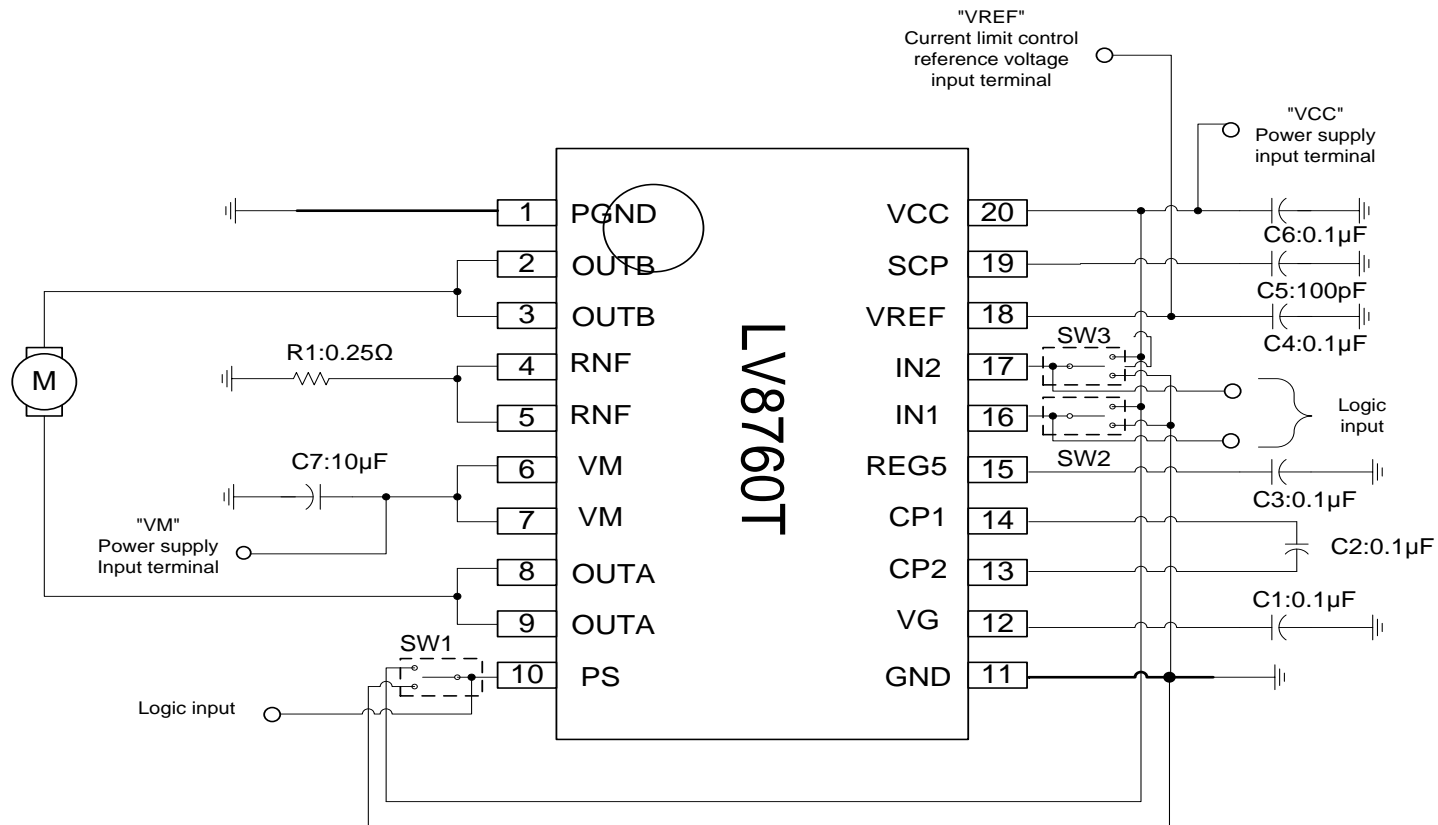 "VREF"
Current limit control
reference voltage
input terminal
"VCC"
Power supply
input terminal
1 PGND
2 OUTB
3 OUTB
R1:0.25Ω
4 RNF
5 RNF
M
C7:10µF
6 VM
7 VM
"VM"
Power supply
Input terminal
8 OUTA
9 OUTA
SW1
10 PS
Logic input
LV8760T
VCC 20
C6:0.1µF
SCP 19
C5:100pF
VREF 18
C4:0.1µF
SW3
IN2 17
IN1 16
SW2
Logic
input
REG5 15
C3:0.1µF
CP1 14
C2:0.1µF
CP2 13
C1:0.1µF
VG 12
GND 11